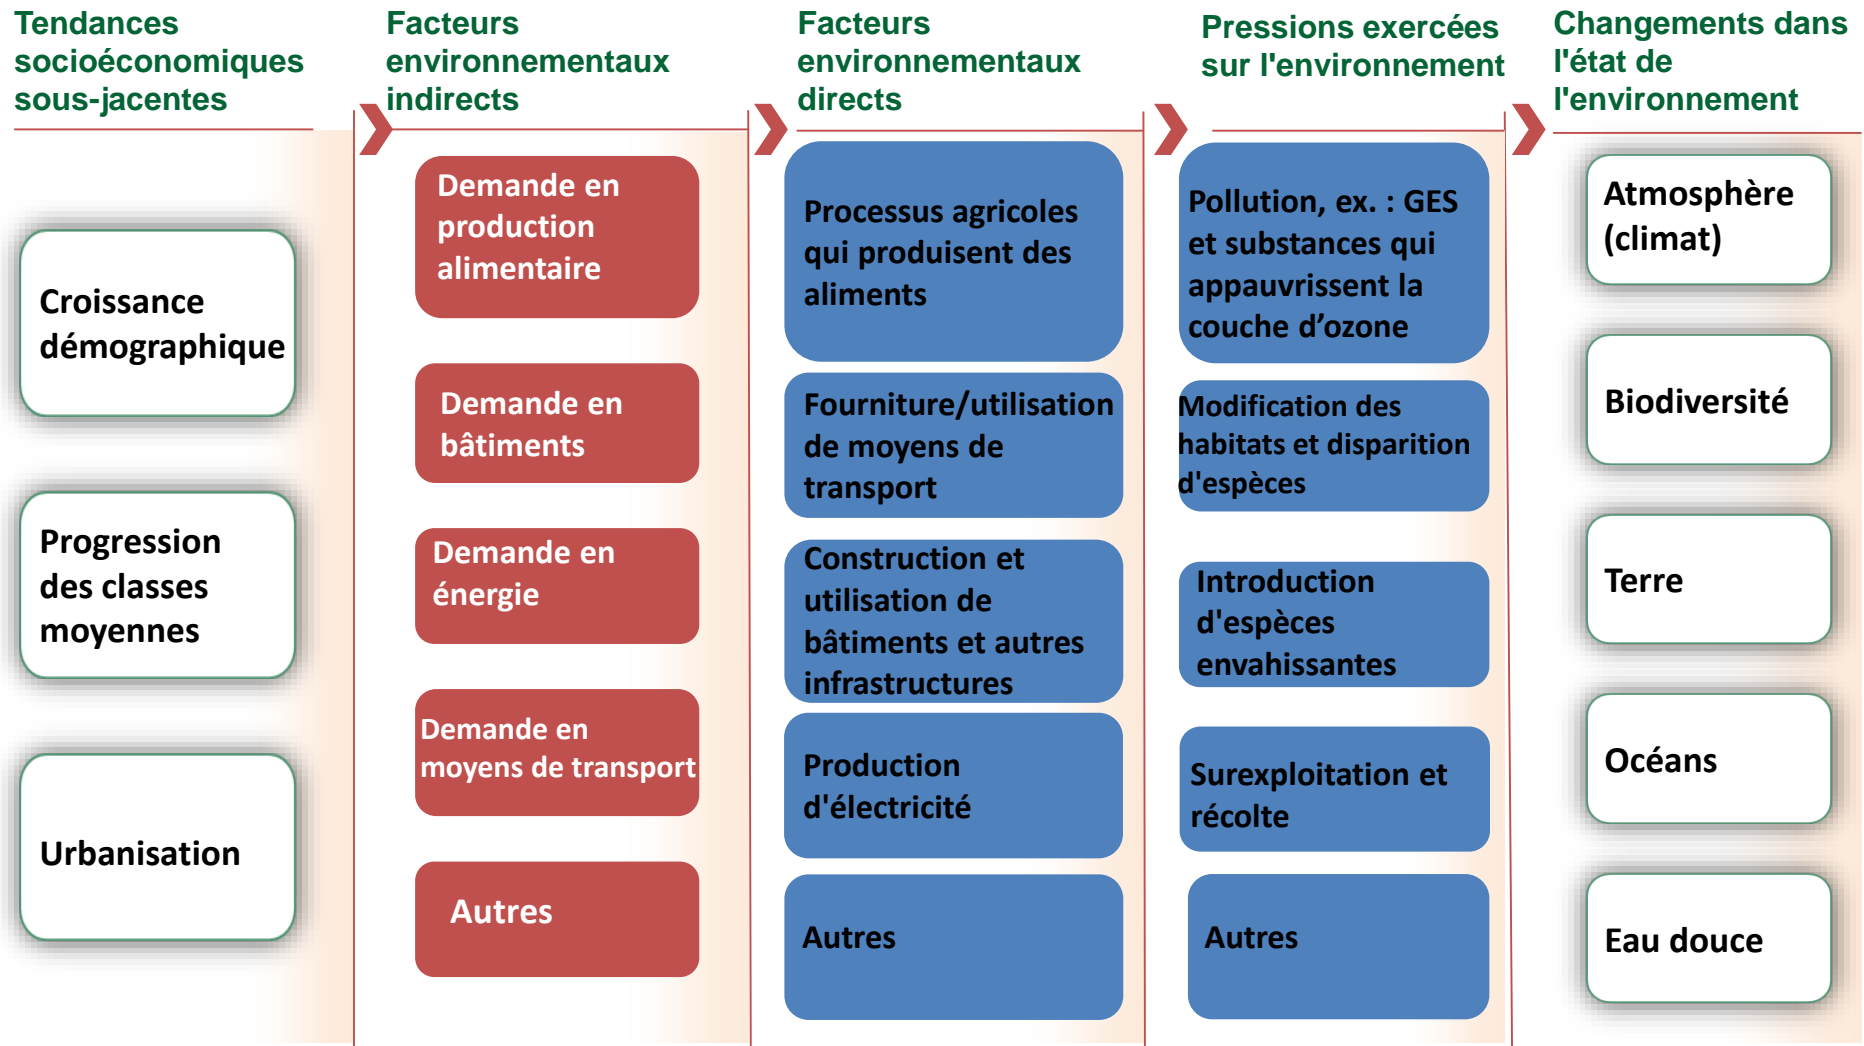 Tendances
socioéconomiques
sous-jacentes
Facteurs
environnementaux
indirects
Facteurs
environnementaux
directs
Pressions exercées
sur l'environnement
Changements dans
l'état de
l'environnement
Croissance
démographique
Progression
des classes
moyennes
Urbanisation
Demande en
production
alimentaire
Demande en
bâtiments
Demande en
énergie
Demande en
moyens de transport
Autres
Processus agricoles
qui produisent des
aliments
Fourniture/utilisation
de moyens de
transport
Construction et
utilisation de
bâtiments et autres
infrastructures
Production
d'électricité
Autres
Pollution, ex. : GES
et substances qui
appauvrissent la
couche d’ozone
Modification des
habitats et disparition
d'espèces
Introduction
d'espèces
envahissantes
Surexploitation et
récolte
Autres
Atmosphère
(climat)
Biodiversité
Terre
Océans
Eau douce